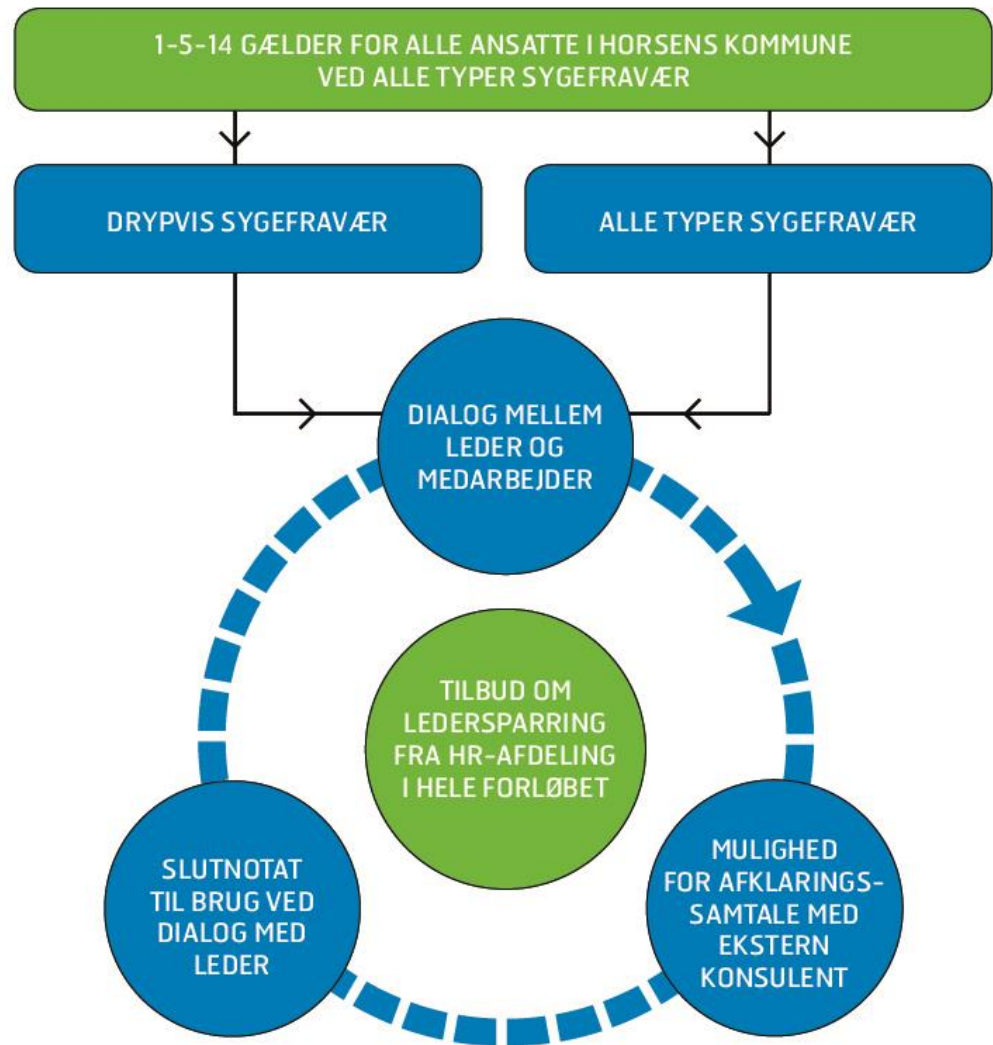 1-5-14 GÆLDER FOR ALLE ANSATTE I HORSENS KOMMUNE
VED ALLE TYPER SYGEFRAVÆR
DRYPVIS SYGEFRAVÆR
ALLE TYPER SYGEFRAVÆR
DIALOG MELLEM
LEDER OG
MEDARBEJDER
TILBUD OM
LEDERSPARRING
FRA HR-AFDELING
I HELE FORLØBET
SLUTNOTAT
TIL BRUG VED
DIALOG MED
LEDER
MULIGHED
FOR AFKLARINGS-
SAMTALE MED
EKSTERN
KONSULENT